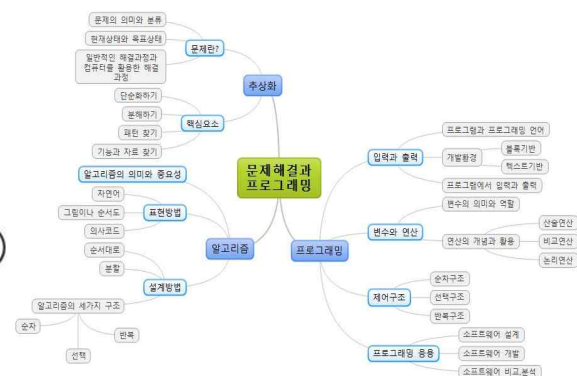 문제해결과
프로그래밍
추상화
문제란?
문제의 의미와 분류
현재상태와 목표상태
일반적인 해결과정과
컴퓨터를 활용한 해결
과정
핵심요소
단순화하기
분해하기
패턴 찾기
기능과 자료 찾기
알고리즘
알고리즘의 의미와 중요성
표현방법
자연어
그림이나 순서도
의사코드
설계방법
순서대로
분할
알고리즘의 세가지 구조
순차
선택
반복
프로그래밍
입력과 출력
프로그램과 프로그래밍 언어
개발환경
블록기반
텍스트기반
프로그램에서 입력과 출력
변수와 연산
변수의 의미와 역할
연산의 개념과 활용
산술연산
비교연산
논리연산
제어구조
순차구조
선택구조
반복구조
프로그래밍 응용
소프트웨어 설계
소프트웨어 개발
소프트웨어 비교,분석